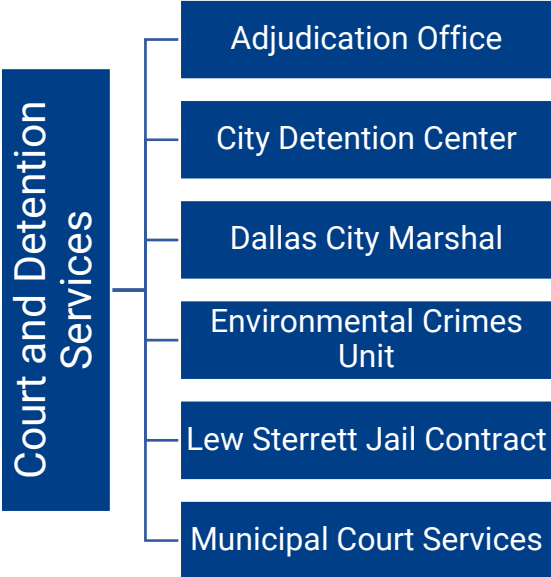 Court and Detention
Services
Adjudication Office
City Detention Center
Dallas City Marshal
Environmental Crimes
Unit
Lew Sterrett Jail Contract
Municipal Court Services